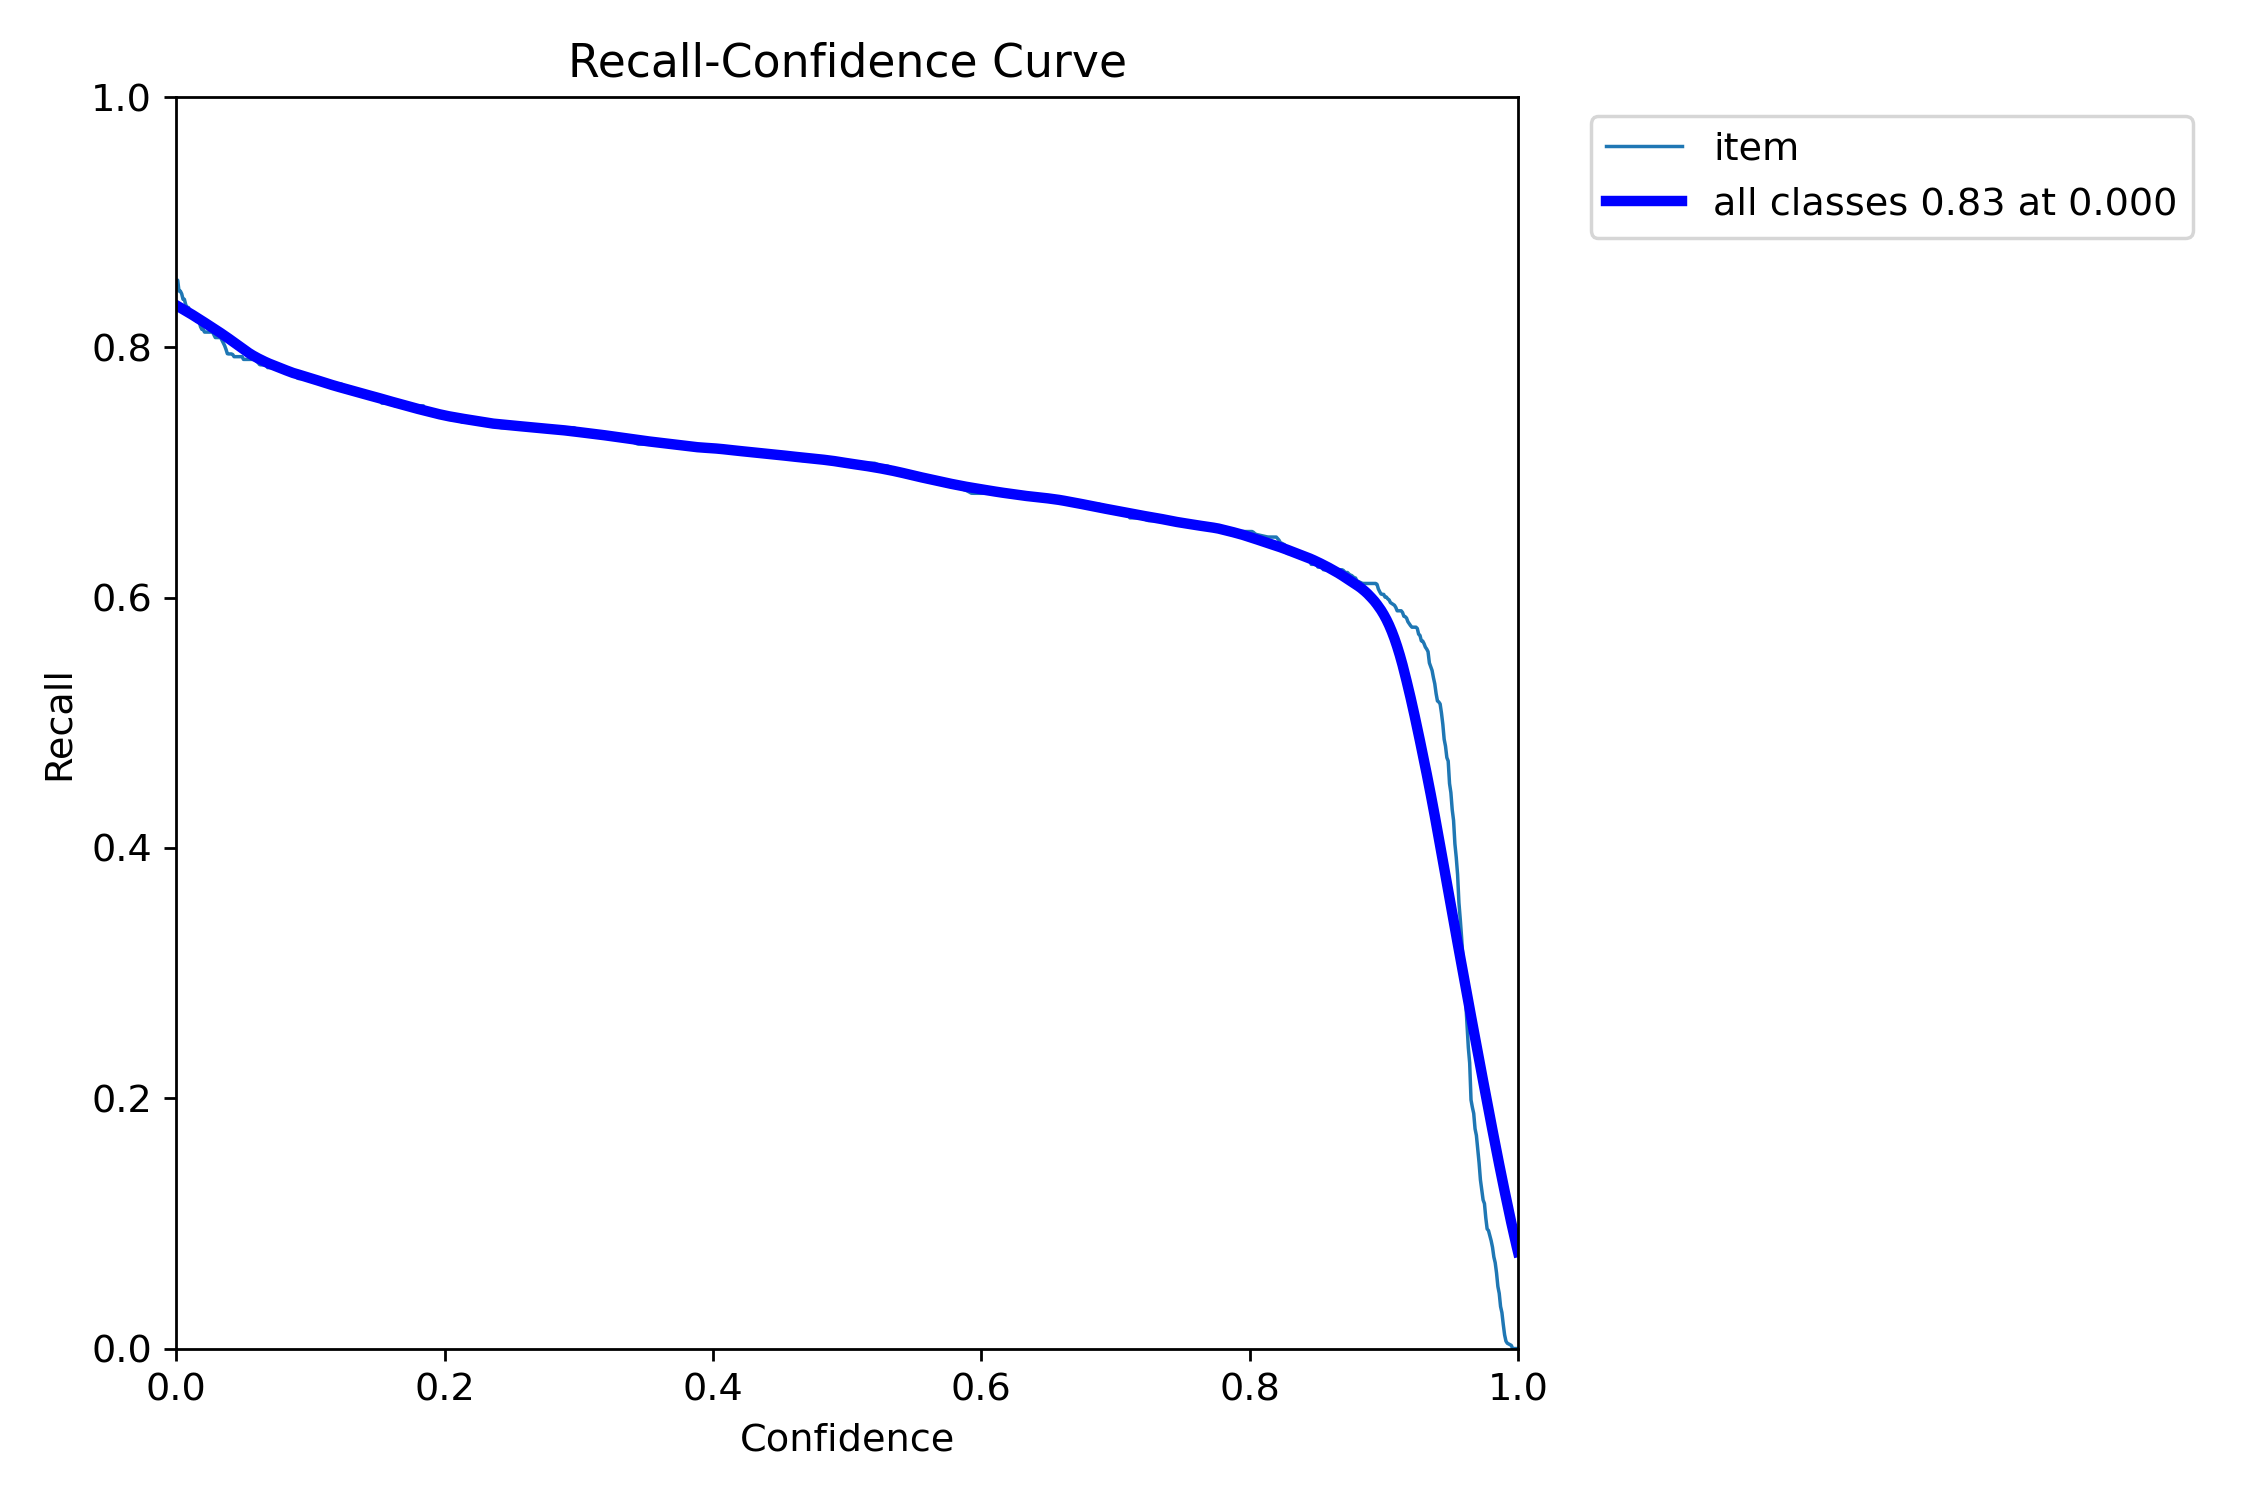 Recall-Confidence Curve
1.0
0.8
0.6
0.4
0.2
0.0
Recall
0.0 0.2 0.4 0.6 0.8 1.0
Confidence
item
all classes 0.83 at 0.000